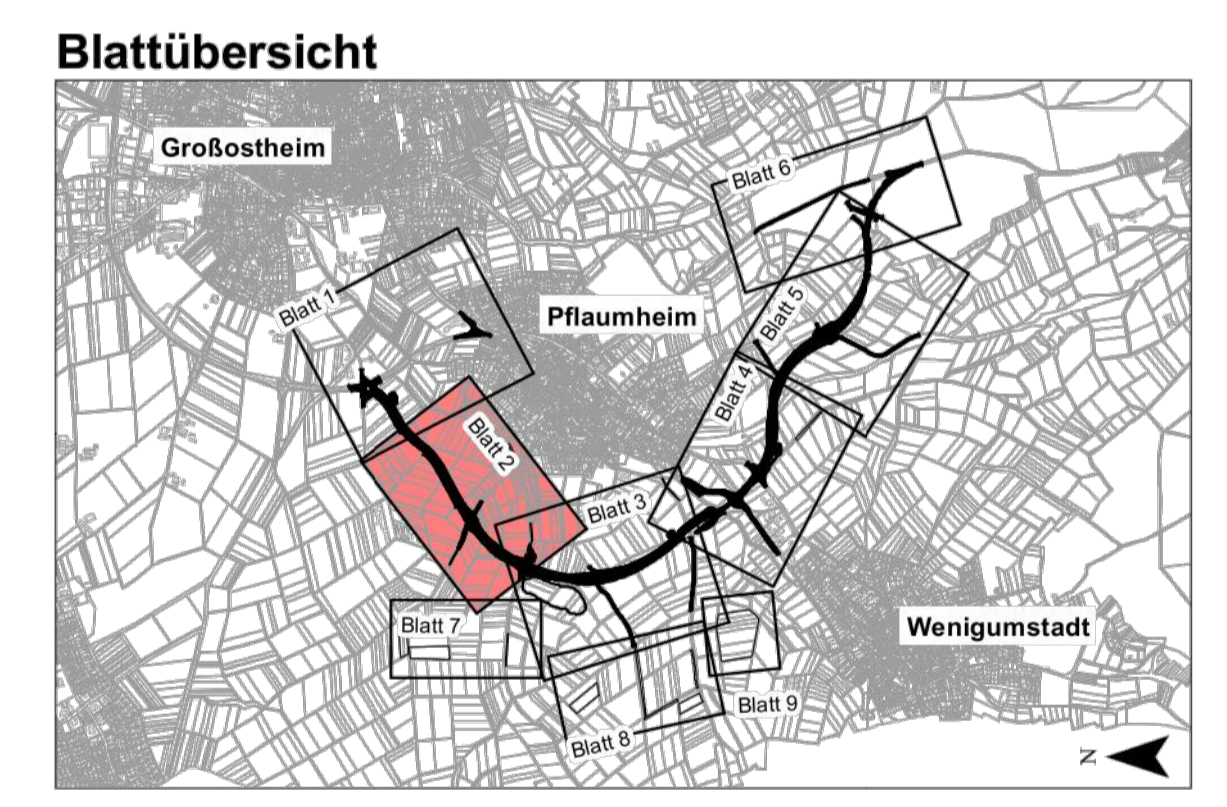 Blattübersicht
Großostheim
Blatt 6
Blatt 1
Blatt 5
Pflaumheim
Blatt 4
Blatt 2
Blatt 3
Blatt 7
Wenigumstadt
Blatt 9
Blatt 8
N